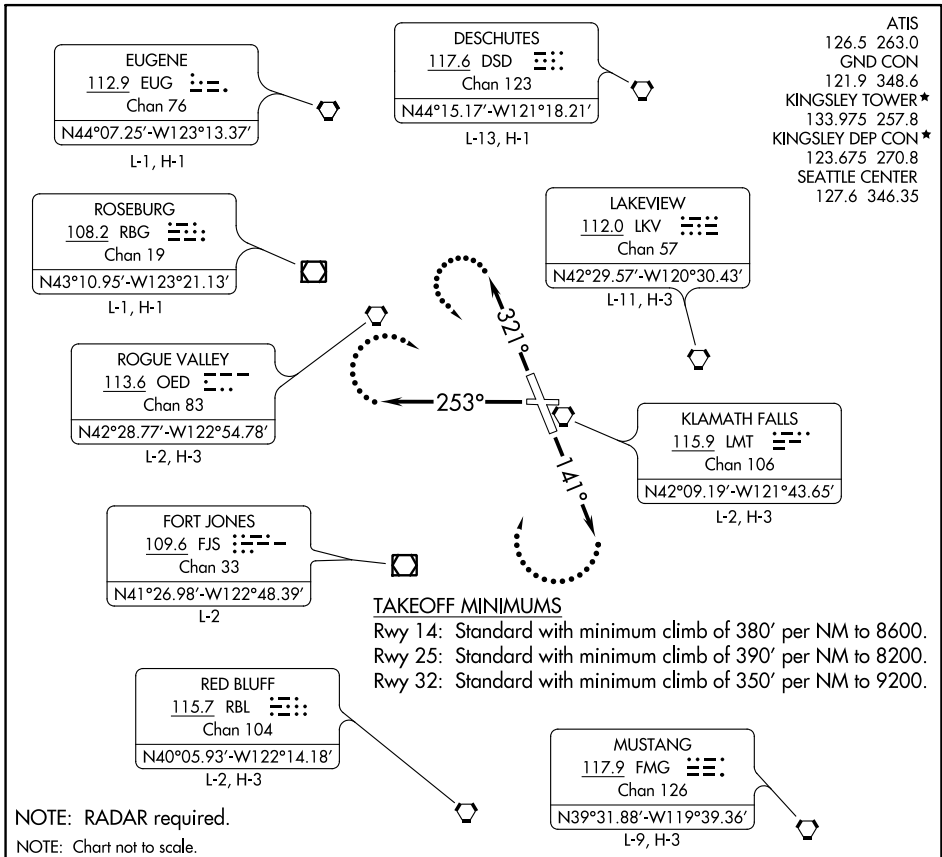 ATIS
126.5 263.0
GND CON
121.9 348.6
KINGSLEY TOWER★
133.975 257.8
KINGSLEY DEP CON★
123.675 270.8
SEATTLE CENTER
127.6 346.35
EUGENE
112.9 EUG
Chan 76
N44°07.25′-W123°13.37′
L-1, H-1
DESCHUTES
117.6 DSD
Chan 123
N44°15.17′-W121°18.21′
L-13, H-1
ROSEBURG
108.2 RBG
Chan 19
N43°10.95′-W123°21.13′
L-1, H-1
LAKEVIEW
112.0 LKV
Chan 57
N42°29.57′-W120°30.43′
L-11, H-3
ROGUE VALLEY
113.6 OED
Chan 83
N42°28.77′-W122°54.78′
L-2, H-3
321°
253°
141°
KLAMATH FALLS
115.9 LMT
Chan 106
N42°09.19′-W121°43.65′
L-2, H-3
FORT JONES
109.6 FJS
Chan 33
N41°26.98′-W122°48.39′
L-2
TAKEOFF MINIMUMS
Rwy 14: Standard with minimum climb of 380′ per NM to 8600.
Rwy 25: Standard with minimum climb of 390′ per NM to 8200.
Rwy 32: Standard with minimum climb of 350′ per NM to 9200.
RED BLUFF
115.7 RBL
Chan 104
N40°05.93′-W122°14.18′
L-2, H-3
MUSTANG
117.9 FMG
Chan 126
N39°31.88′-W119°39.36′
L-9, H-3
NOTE: RADAR required.
NOTE: Chart not to scale.